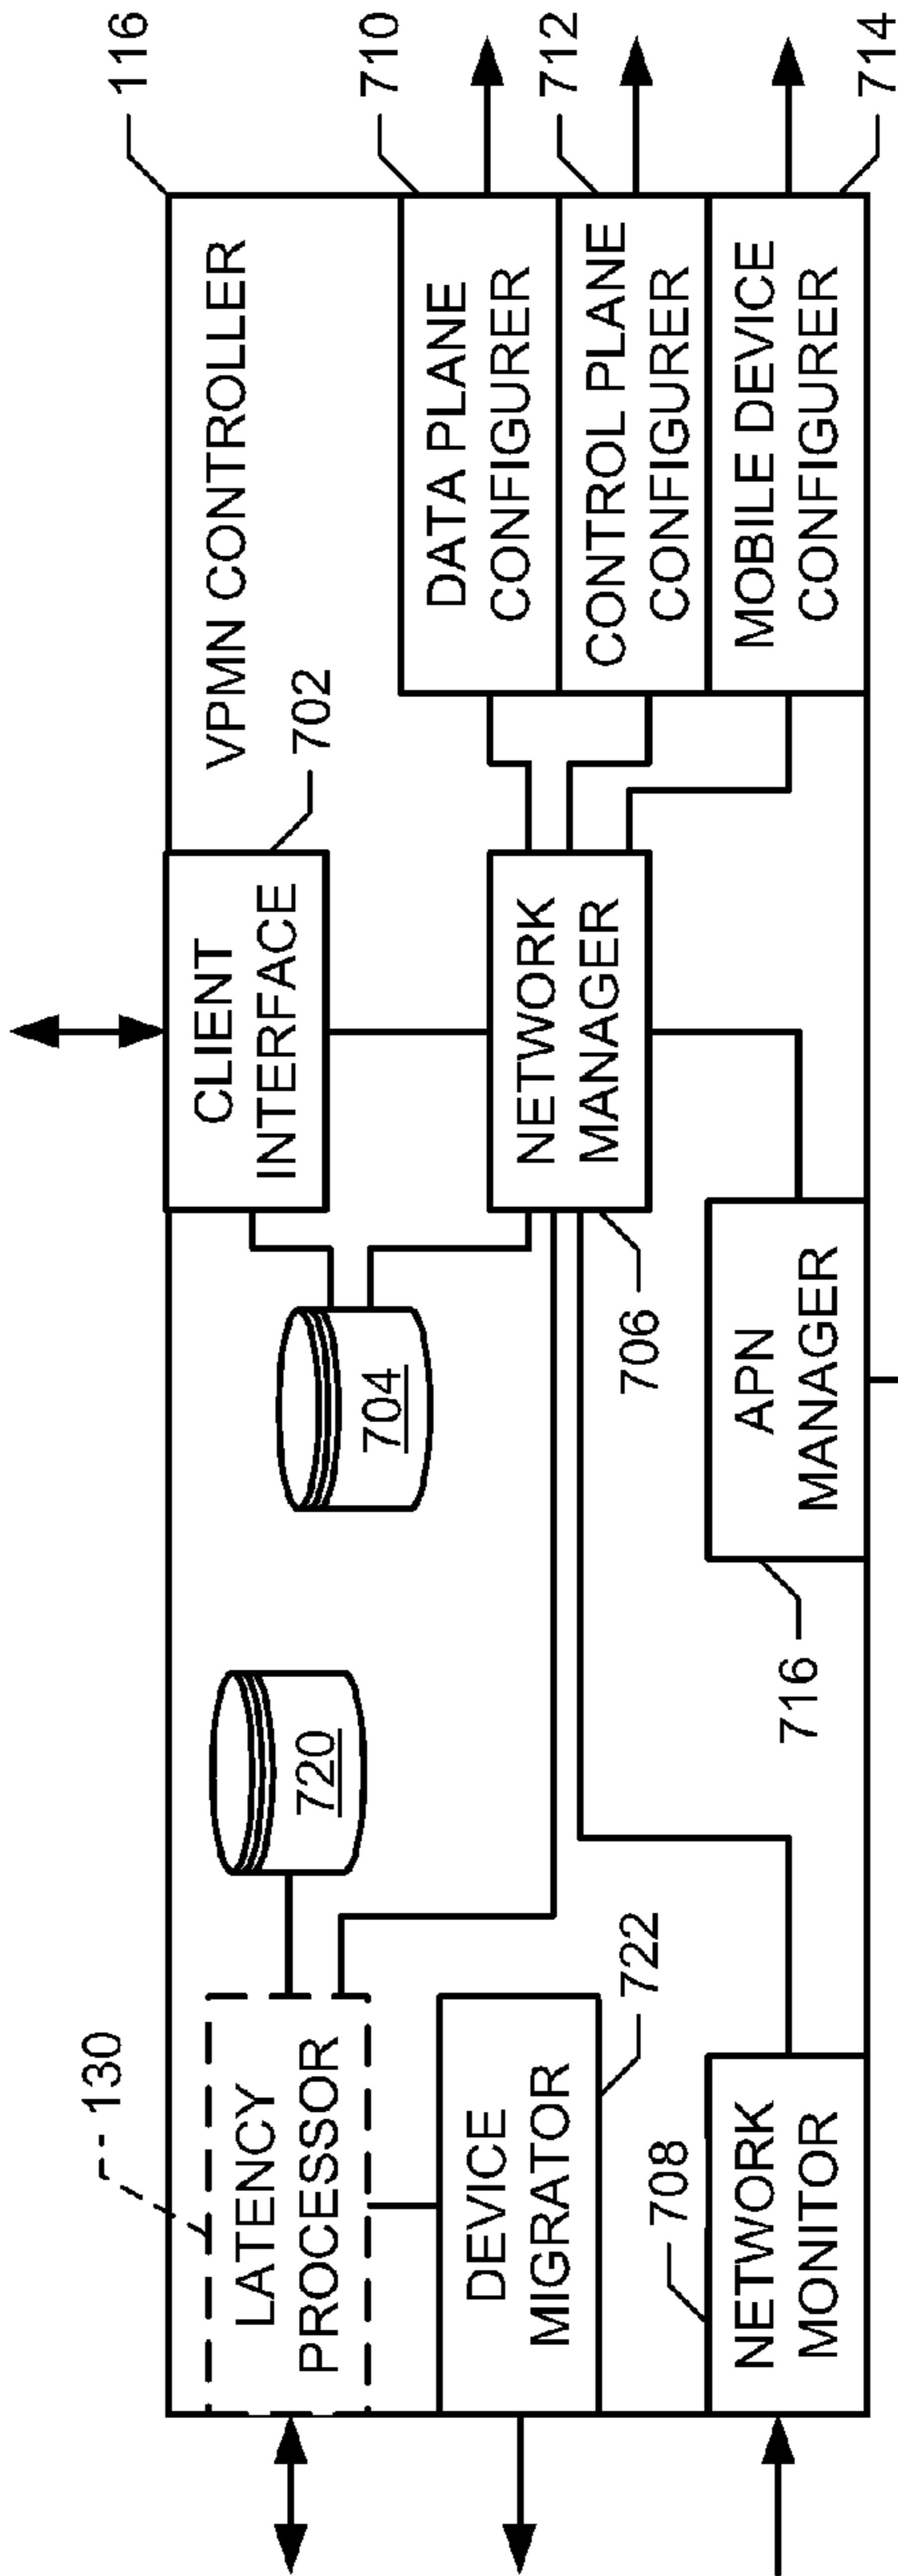 116
VPMN CONTROLLER
130
LATENCY
PROCESSOR
720
704
CLIENT
INTERFACE
702
710
DATA PLANE
CONFIGURER
712
CONTROL PLANE
CONFIGURER
714
MOBILE DEVICE
CONFIGURER
DEVICE
MIGRATOR
722
NETWORK
MANAGER
706
708
NETWORK
MONITOR
716
APN
MANAGER